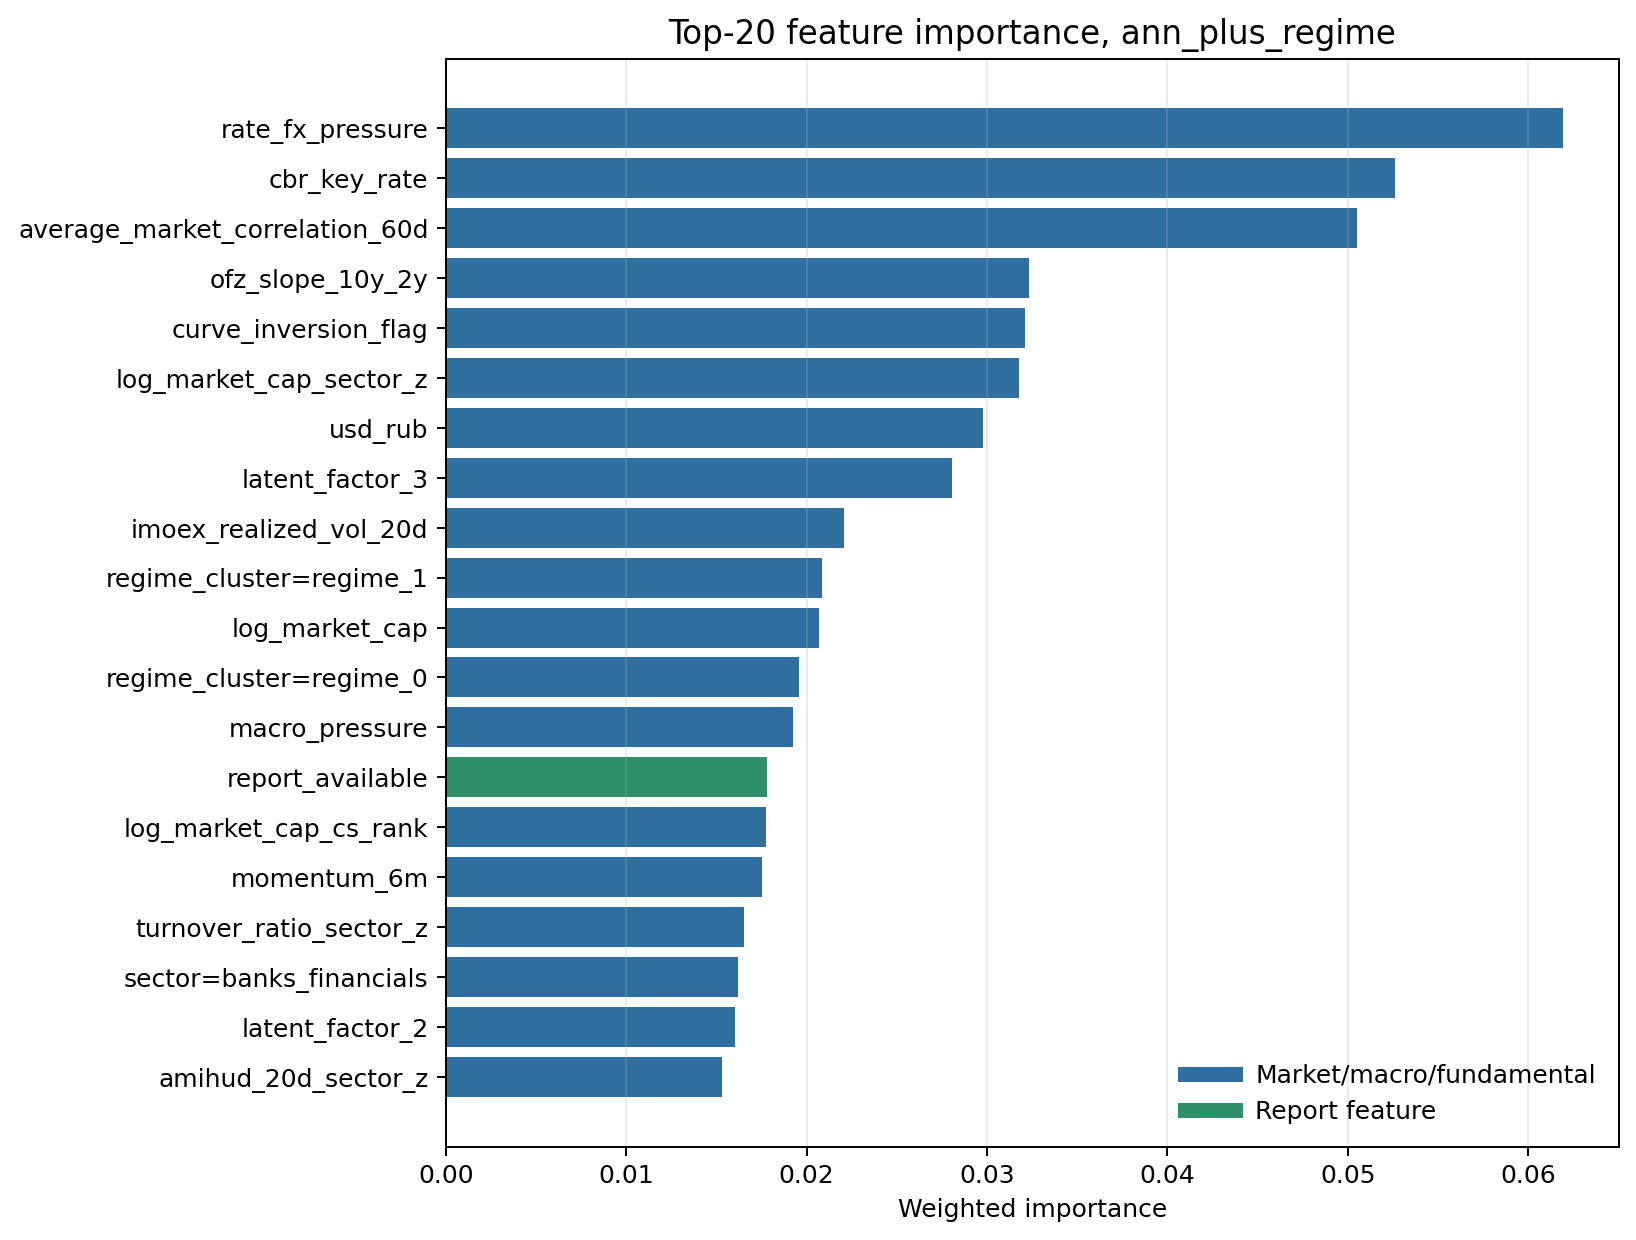 Top-20 feature importance, ann_plus_regime
rate_fx_pressure
cbr_key_rate
average_market_correlation_60d
ofz_slope_10y_2y
curve_inversion_flag
log_market_cap_sector_z
usd_rub
latent_factor_3
imoex_realized_vol_20d
regime_cluster=regime_1
log_market_cap
regime_cluster=regime_0
macro_pressure
report_available
log_market_cap_cs_rank
momentum_6m
turnover_ratio_sector_z
sector=banks_financials
latent_factor_2
amihud_20d_sector_z
Market/macro/fundamental
Report feature
0.00 0.01 0.02 0.03 0.04 0.05 0.06
Weighted importance